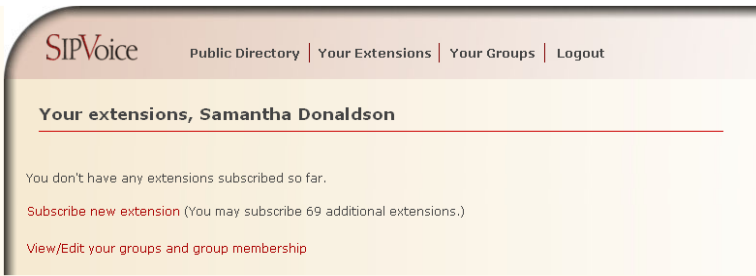 SIPVoice
Public Directory | Your Extensions | Your Groups | Logout
Your extensions, Samantha Donaldson
You don't have any extensions subscribed so far.
Subscribe new extension (You may subscribe 69 additional extensions.)
View/Edit your groups and group membership